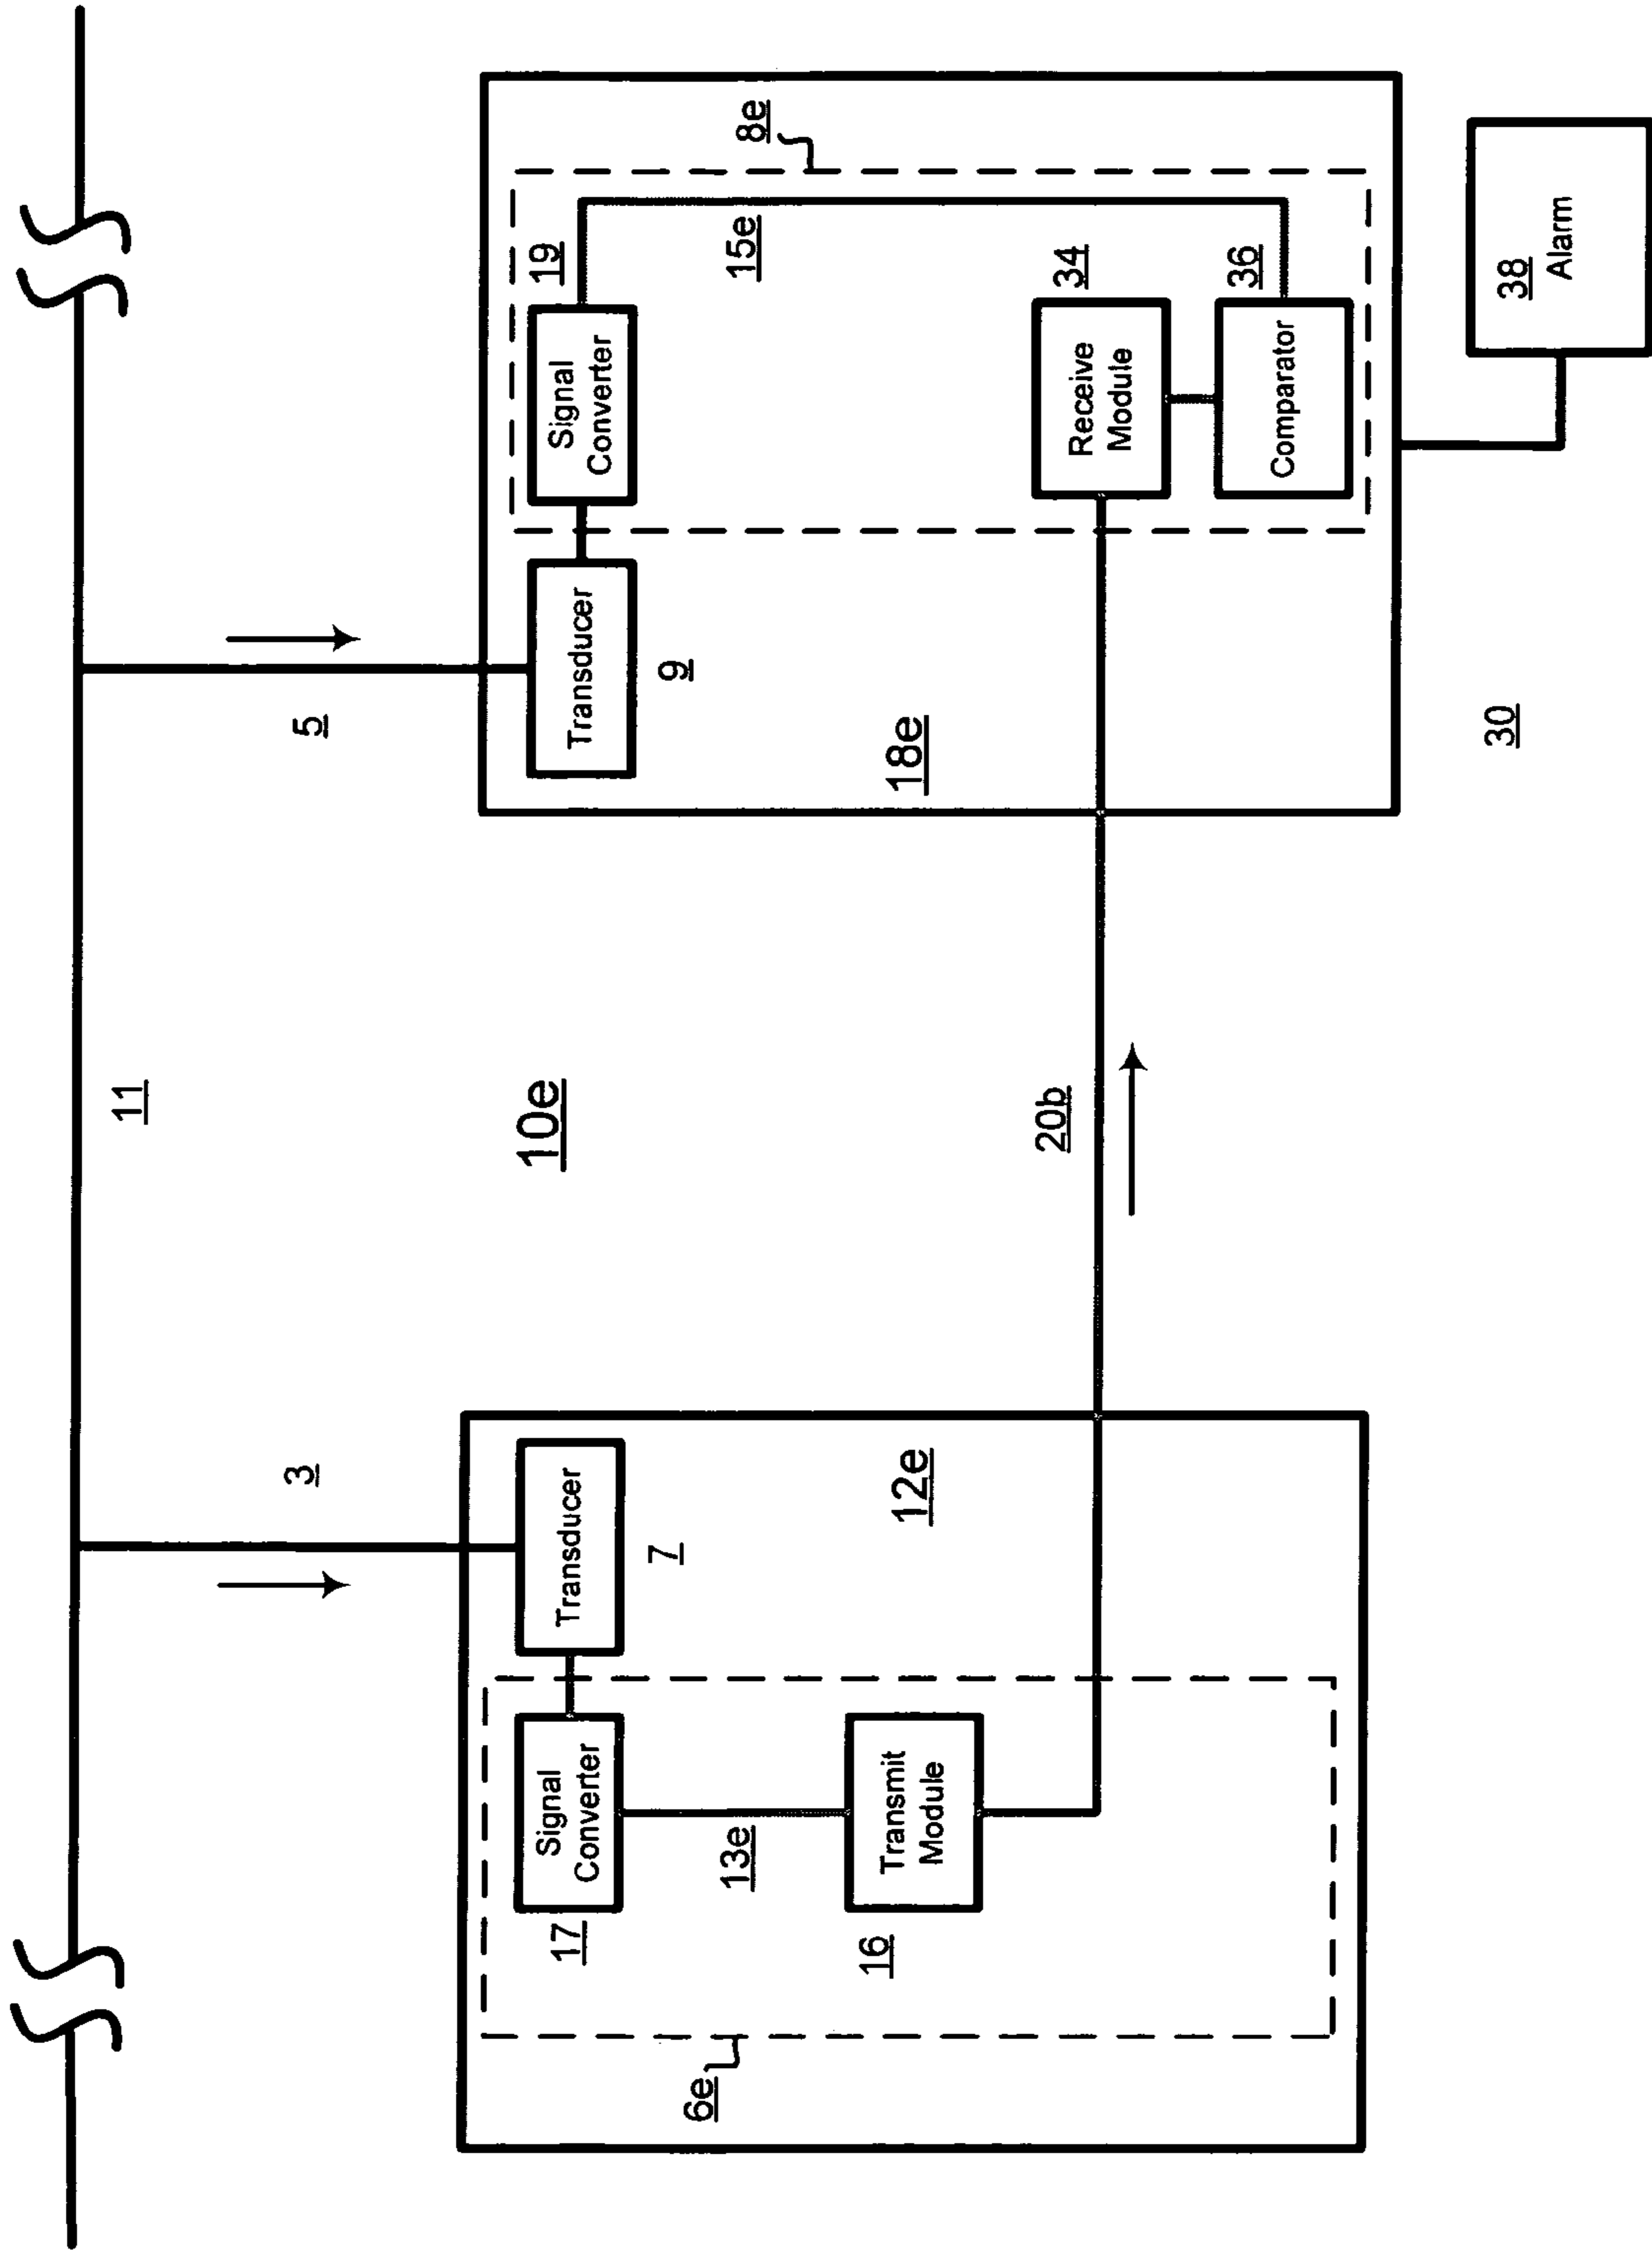 11
3
5
10e
Transducer
7
Signal
Converter
17
13e
Transmit
Module
16
6e
12e
20b
Transducer
9
Signal
Converter
19
15e
8e
Receive
Module
34
Comparator
36
18e
30
38
Alarm